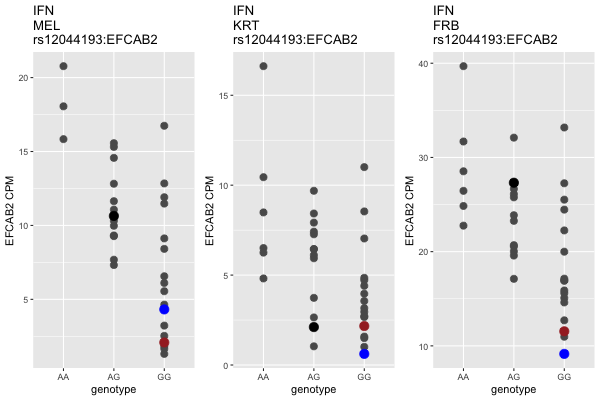 IFN
MEL
rs12044193:EFCAB2
EFCAB2 CPM
20
15
10
5
AA
AG
GG
genotype
IFN
KRT
rs12044193:EFCAB2
EFCAB2 CPM
15
10
5
0
AA
AG
GG
genotype
IFN
FRB
rs12044193:EFCAB2
EFCAB2 CPM
40
30
20
10
AA
AG
GG
genotype